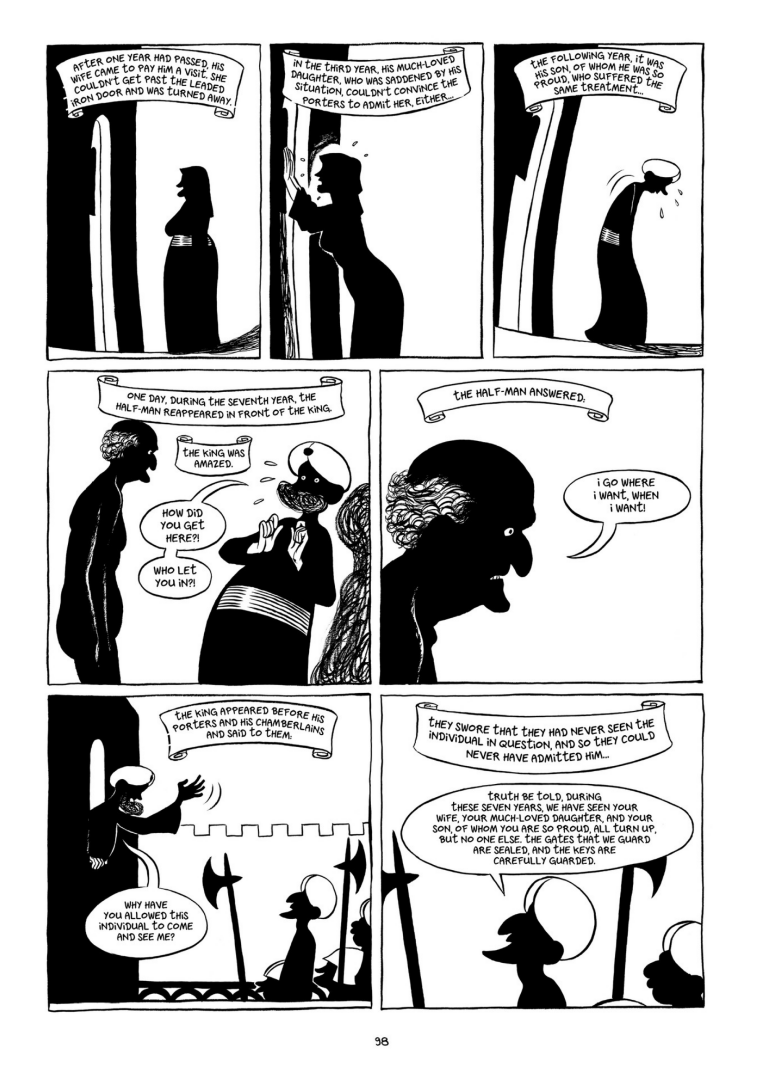 AFTER ONE YEAR HAD PASSED, HIS
WIFE CAME TO PAY HIM A VISIT. SHE
COULDN'T GET PAST THE LEADED
IRON DOOR AND WAS TURNED AWAY.
IN THE THIRD YEAR, HIS MUCH-LOVED
DAUGHTER, WHO WAS SADDENED BY HIS
SITUATION, COULDN'T CONVINCE THE
PORTERS TO ADMIT HER, EITHER...
THE FOLLOWING YEAR, IT WAS
HIS SON, OF WHOM HE WAS SO
PROUD, WHO SUFFERED THE
SAME TREATMENT...
ONE DAY, DURING THE SEVENTH YEAR, THE
HALF-MAN REAPPEARED IN FRONT OF THE KING.
THE KING WAS
AMAZED.
HOW DID
YOU GET
HERE?!
WHO LET
YOU IN?!
THE HALF-MAN ANSWERED:
I GO WHERE
I WANT, WHEN
I WANT!
THE KING APPEARED BEFORE HIS
PORTERS AND HIS CHAMBERLAINS
AND SAID TO THEM:
WHY HAVE
YOU ALLOWED THIS
INDIVIDUAL TO COME
AND SEE ME?
THEY SWORE THAT THEY HAD NEVER SEEN THE
INDIVIDUAL IN QUESTION, AND SO THEY COULD
NEVER HAVE ADMITTED HIM...
TRUTH BE TOLD, DURING
THESE SEVEN YEARS, WE HAVE SEEN YOUR
WIFE, YOUR MUCH-LOVED DAUGHTER, AND YOUR
SON, OF WHOM YOU ARE SO PROUD, ALL TURN UP,
BUT NO ONE ELSE. THE GATES THAT WE GUARD
ARE SEALED, AND THE KEYS ARE
CAREFULLY GUARDED.
98